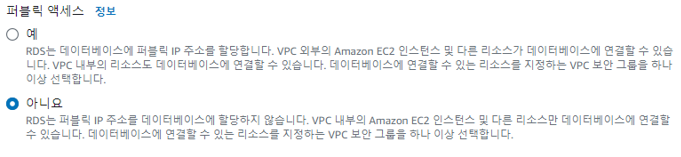 퍼블릭 액세스 정보
예
RDS는 데이터베이스에 퍼블릭 IP 주소를 할당합니다. VPC 외부의 Amazon EC2 인스턴스 및 다른 리소스가 데이터베이스에 연결할 수 있습
니다. VPC 내부의 리소스도 데이터베이스에 연결할 수 있습니다. 데이터베이스에 연결할 수 있는 리소스를 지정하는 VPC 보안 그룹을 하나
이상 선택합니다.
아니요
RDS는 퍼블릭 IP 주소를 데이터베이스에 할당하지 않습니다. VPC 내부의 Amazon EC2 인스턴스 및 다른 리소스만 데이터베이스에 연결할
수 있습니다. 데이터베이스에 연결할 수 있는 리소스를 지정하는 VPC 보안 그룹을 하나 이상 선택합니다.